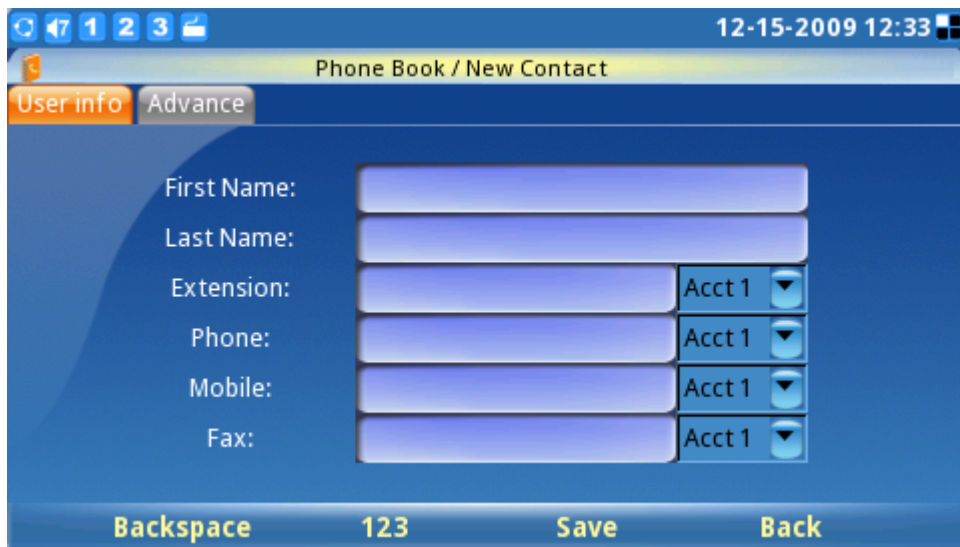 7 1 2 3 12-15-2009 12:33
Phone Book / New Contact
User info Advance
First Name:
Last Name:
Extension: Acct 1
Phone: Acct 1
Mobile: Acct 1
Fax: Acct 1
Backspace 123 Save Back